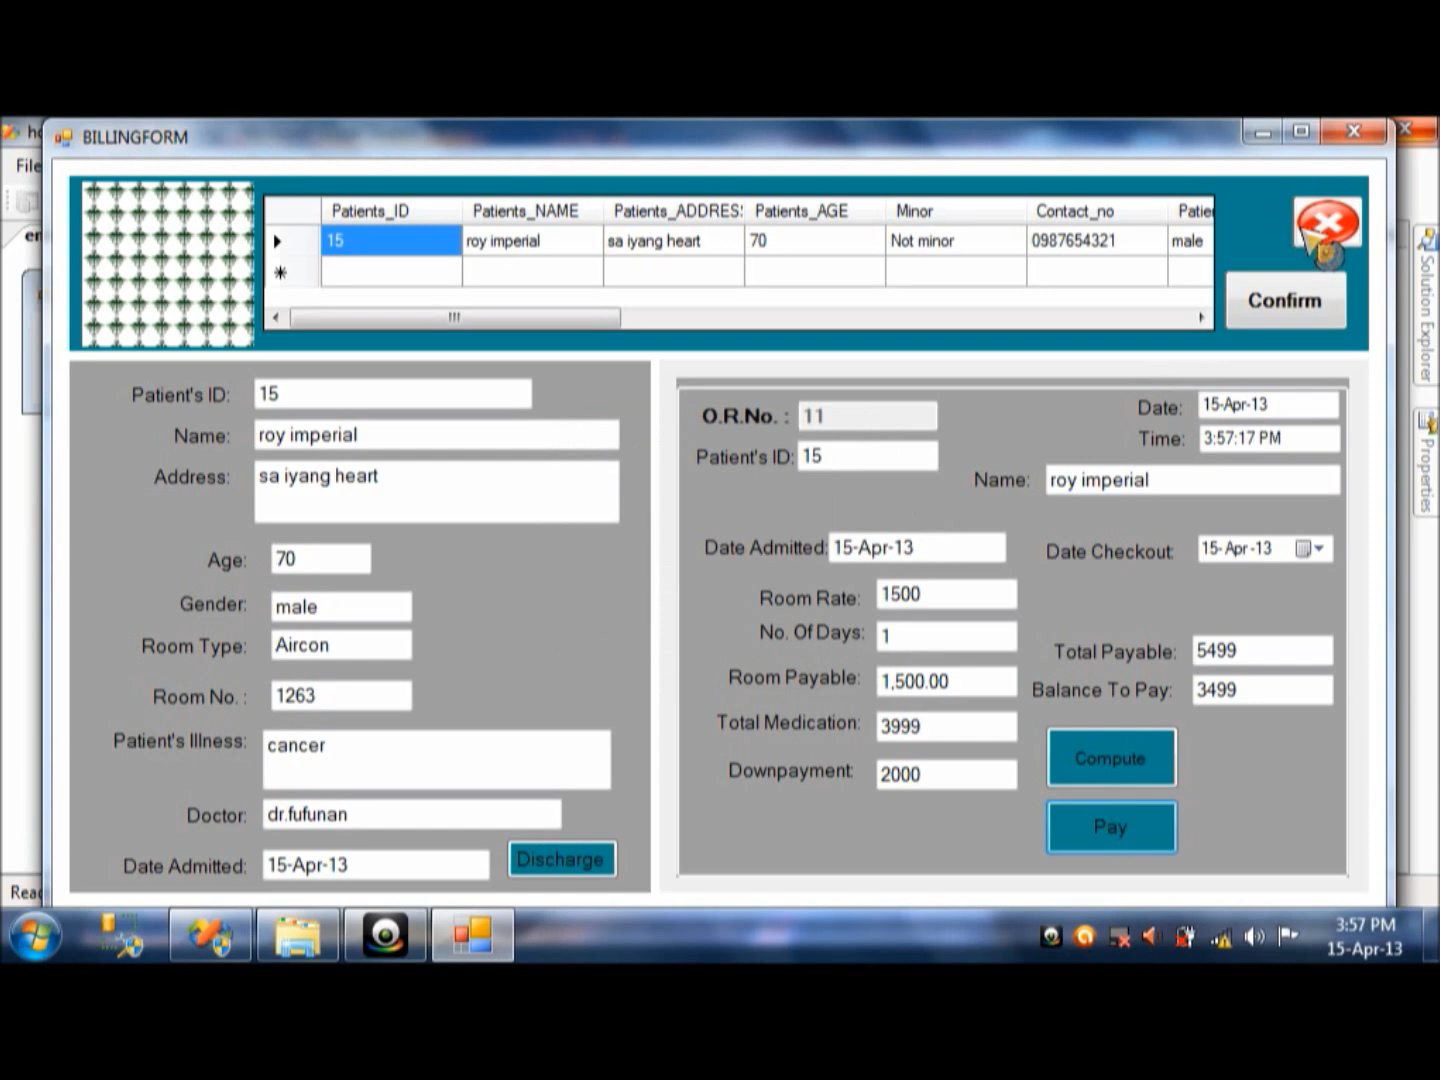 BILLINGFORM
File
Patients_ID Patients_NAME Patients_ADDRES Patients_AGE Minor Contact_no Patie
15 roy imperial sa iyang heart 70 Not minor 0987654321 male
Confirm
Solution Explorer
Properties
Patient's ID: 15
Name: roy imperial
Address: sa iyang heart
Age: 70
Gender: male
Room Type: Aircon
Room No. : 1263
Patient's Illness: cancer
Doctor: dr.fufunan
Date Admitted: 15-Apr-13
Discharge
O.R.No. : 11
Date: 15-Apr-13
Time: 3:57:17 PM
Patient's ID: 15
Name: roy imperial
Date Admitted: 15-Apr-13
Date Checkout 15-Apr-13
Room Rate: 1500
No. Of Days: 1
Room Payable: 1,500.00
Total Medication: 3999
Downpayment 2000
Total Payable: 5499
Balance To Pay: 3499
Compute
Pay
3:57 PM
15-Apr-13